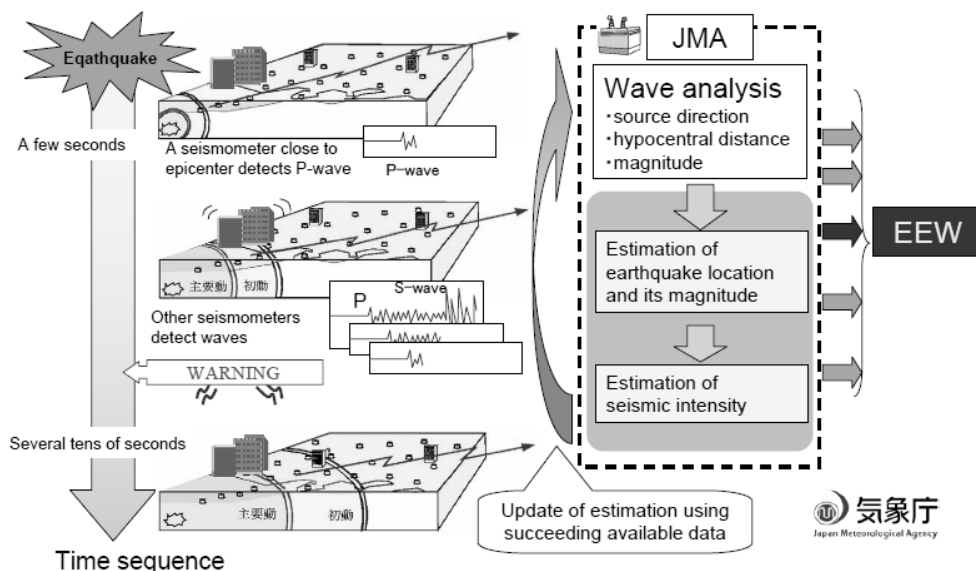 Eqathquake
A few seconds
A seismometer close to
epicenter detects P-wave
P-wave
主要動 初動
S-wave
P
Other seismometers
detect waves
WARNING
Several tens of seconds
主要動 初動
Time sequence
JMA
Wave analysis
・source direction
・hypocentral distance
・magnitude
Estimation of
earthquake location
and its magnitude
Estimation of
seismic intensity
EEW
Update of estimation using
succeeding available data
気象庁
Japan Meteorological Agency